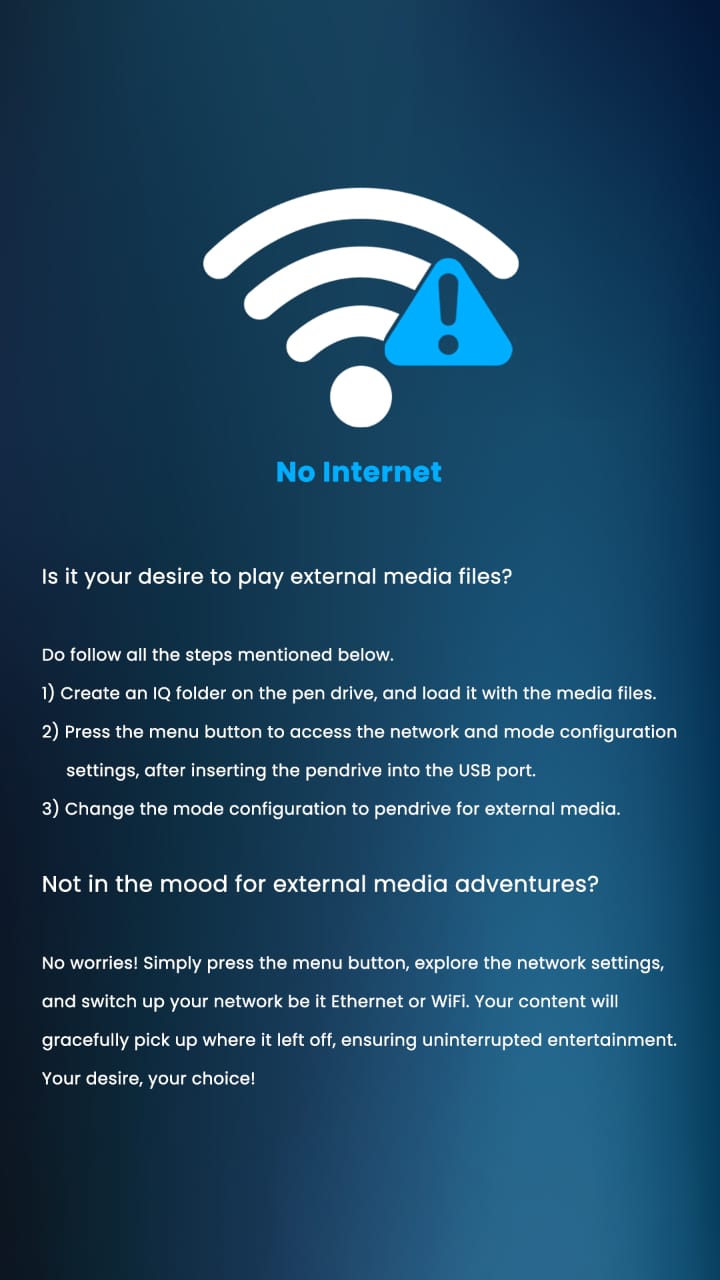 No Internet
Is it your desire to play external media files?
Do follow all the steps mentioned below.
1) Create an IQ folder on the pen drive, and load it with the media files.
2) Press the menu button to access the network and mode configuration
settings, after inserting the pendrive into the USB port.
3) Change the mode configuration to pendrive for external media.
Not in the mood for external media adventures?
No worries! Simply press the menu button, explore the network settings,
and switch up your network be it Ethernet or WiFi. Your content will
gracefully pick up where it left off, ensuring uninterrupted entertainment.
Your desire, your choice!